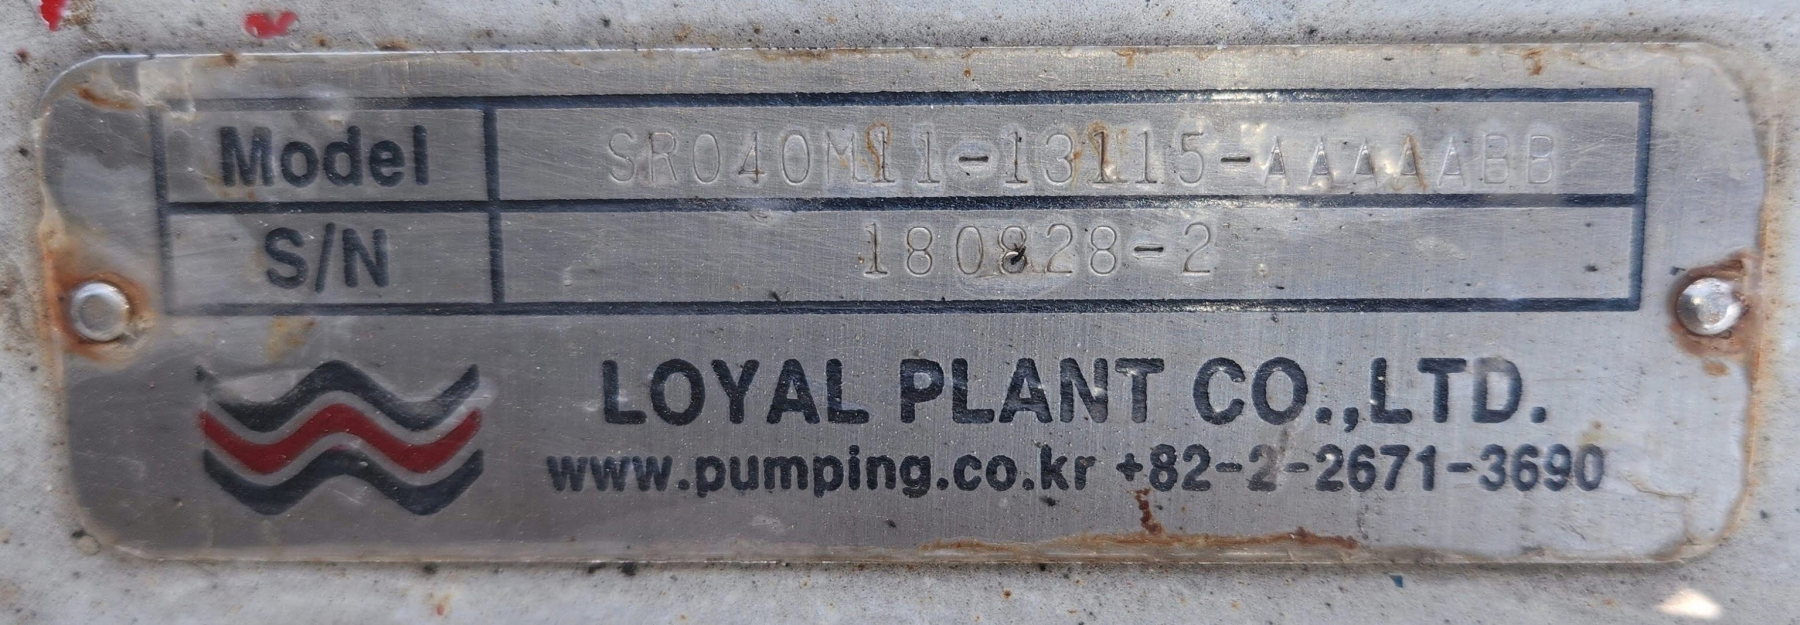 Model SR040M11-13115-AAAAABB
S/N 180828-2
LOYAL PLANT CO.,LTD.
www.pumping.co.kr +82-2-2671-3690